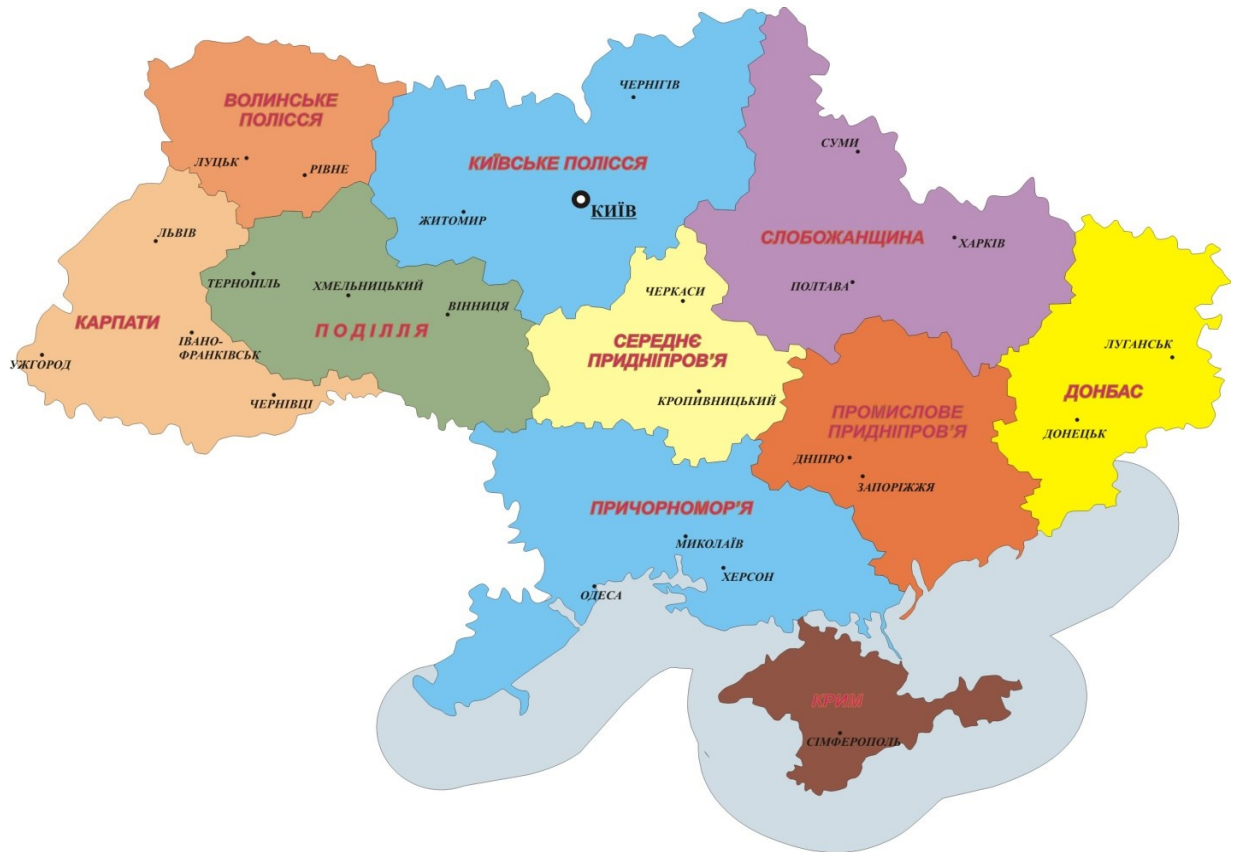 ЧЕРНІГІВ
ВОЛИНСЬКЕ
ПОЛІССЯ
СУМИ
ЛУЦЬК
РІВНЕ
КИЇВСЬКЕ ПОЛІССЯ
ЖИТОМИР
КИЇВ
ЛЬВІВ
СЛОБОЖАНЩИНА
ХАРКІВ
ТЕРНОПІЛЬ
ХМЕЛЬНИЦЬКИЙ
ВІННИЦЯ
ЧЕРКАСИ
ПОЛТАВА
КАРПАТИ
ПОДІЛЛЯ
ІВАНО-
ФРАНКІВСЬК
УЖГОРОД
СЕРЕДНЄ
ПРИДНІПРОВ’Я
ЛУГАНСЬК
ЧЕРНІВЦІ
КРОПИВНИЦЬКИЙ
ДОНБАС
ПРОМИСЛОВЕ
ПРИДНІПРОВ’Я
ДОНЕЦЬК
ДНІПРО
ЗАПОРІЖЖЯ
ПРИЧОРНОМОР’Я
МИКОЛАЇВ
ХЕРСОН
ОДЕСА
КРИМ
СІМФЕРОПОЛЬ